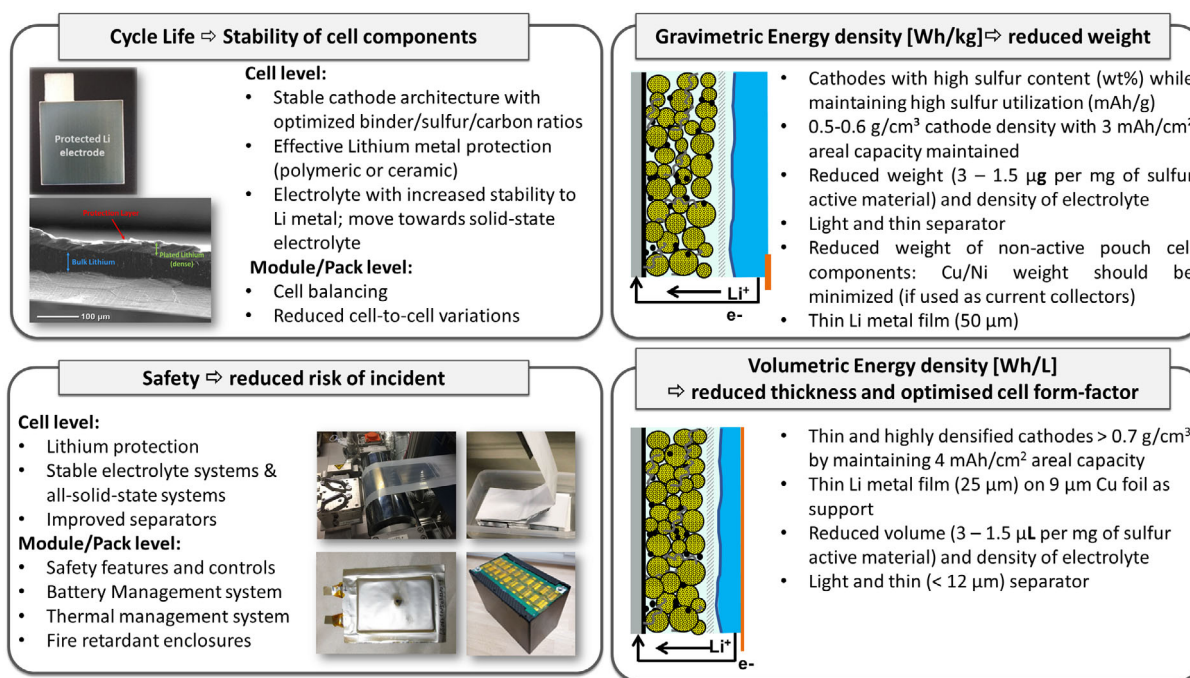 Cycle Life ⇨ Stability of cell components
Protected Li
electrode
Protection layer
Plated Lithium
(dense)
Bulk Lithium
100 µm
Cell level:
• Stable cathode architecture with
optimized binder/sulfur/carbon ratios
• Effective Lithium metal protection
(polymeric or ceramic)
• Electrolyte with increased stability to
Li metal; move towards solid-state
electrolyte
Module/Pack level:
• Cell balancing
• Reduced cell-to-cell variations
Gravimetric Energy density [Wh/kg]⇨ reduced weight
• Cathodes with high sulfur content (wt%) while
maintaining high sulfur utilization (mAh/g)
• 0.5-0.6 g/cm³ cathode density with 3 mAh/cm²
areal capacity maintained
• Reduced weight (3 – 1.5 µg per mg of sulfur
active material) and density of electrolyte
• Light and thin separator
• Reduced weight of non-active pouch cell
components: Cu/Ni weight should be
minimized (if used as current collectors)
• Thin Li metal film (50 µm)
Li⁺
e-
Safety ⇨ reduced risk of incident
Cell level:
• Lithium protection
• Stable electrolyte systems &
all-solid-state systems
• Improved separators
Module/Pack level:
• Safety features and controls
• Battery Management system
• Thermal management system
• Fire retardant enclosures
Volumetric Energy density [Wh/L]
⇨ reduced thickness and optimised cell form-factor
• Thin and highly densified cathodes > 0.7 g/cm³
by maintaining 4 mAh/cm² areal capacity
• Thin Li metal film (25 µm) on 9 µm Cu foil as
support
• Reduced volume (3 – 1.5 µL per mg of sulfur
active material) and density of electrolyte
• Light and thin (< 12 µm) separator
Li⁺
e-